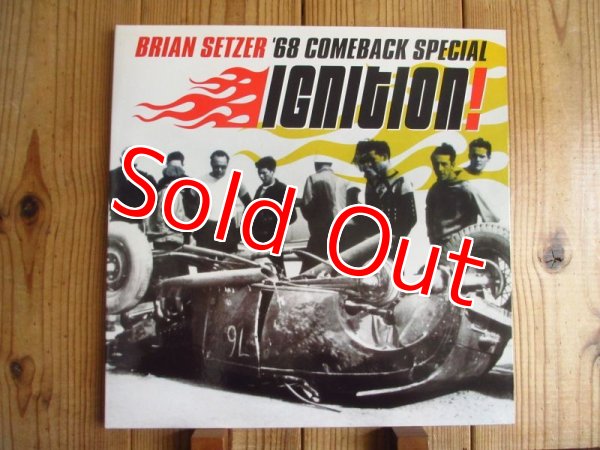 BRIAN SETZER '68 COMEBACK SPECIAL
IGNITION!
Sold Out
9L